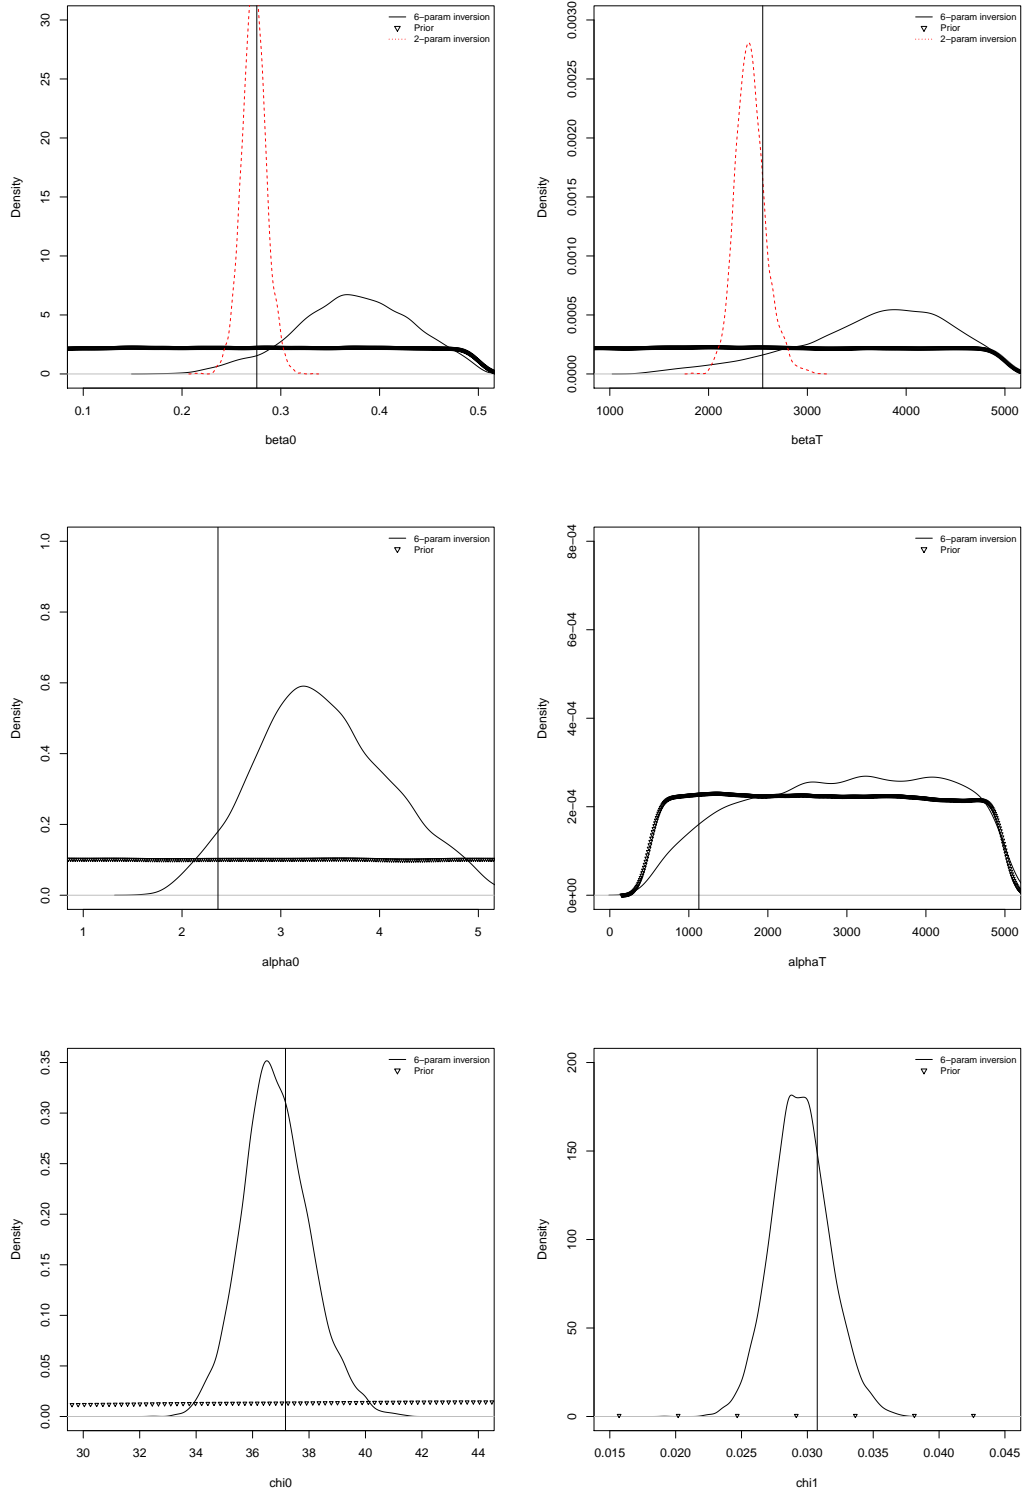 6−param inversion
Prior
2−param inversion
Density
0 5 10 15 20 25 30
0.1 0.2 0.3 0.4 0.5
beta0
6−param inversion
Prior
2−param inversion
Density
0.0000 0.0005 0.0010 0.0015 0.0020 0.0025 0.0030
1000 2000 3000 4000 5000
betaT
6−param inversion
Prior
Density
0.0 0.2 0.4 0.6 0.8 1.0
1 2 3 4 5
alpha0
6−param inversion
Prior
Density
0e+00 2e−04 4e−04 6e−04 8e−04
0 1000 2000 3000 4000 5000
alphaT
6−param inversion
Prior
Density
0.00 0.05 0.10 0.15 0.20 0.25 0.30 0.35
30 32 34 36 38 40 42 44
chi0
6−param inversion
Prior
Density
0 50 100 150 200
0.015 0.020 0.025 0.030 0.035 0.040 0.045
chi1